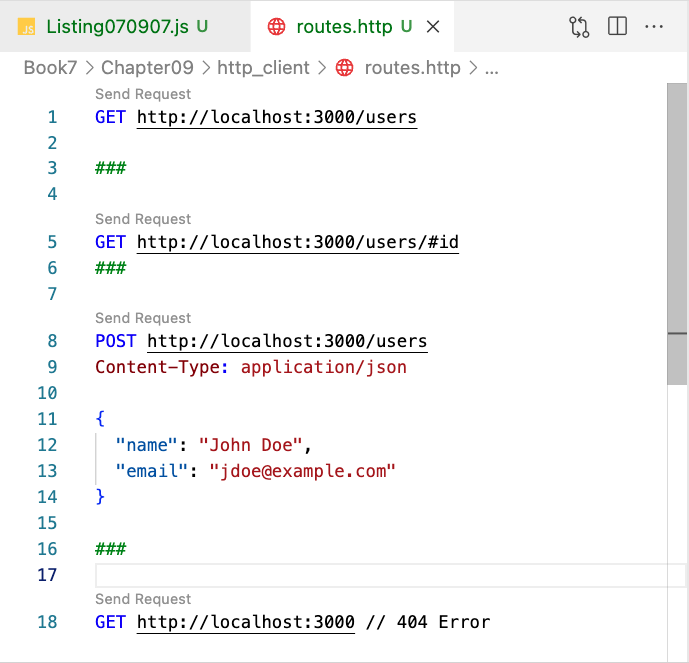 JS Listing070907.js U routes.http U
Book7 > Chapter09 > http_client > routes.http > ...
Send Request
1 GET http://localhost:3000/users
2
3 ###
4
Send Request
5 GET http://localhost:3000/users/#id
6 ###
7
Send Request
8 POST http://localhost:3000/users
9 Content-Type: application/json
10
11 {
12 "name": "John Doe",
13 "email": "jdoe@example.com"
14 }
15
16 ###
17
Send Request
18 GET http://localhost:3000 // 404 Error